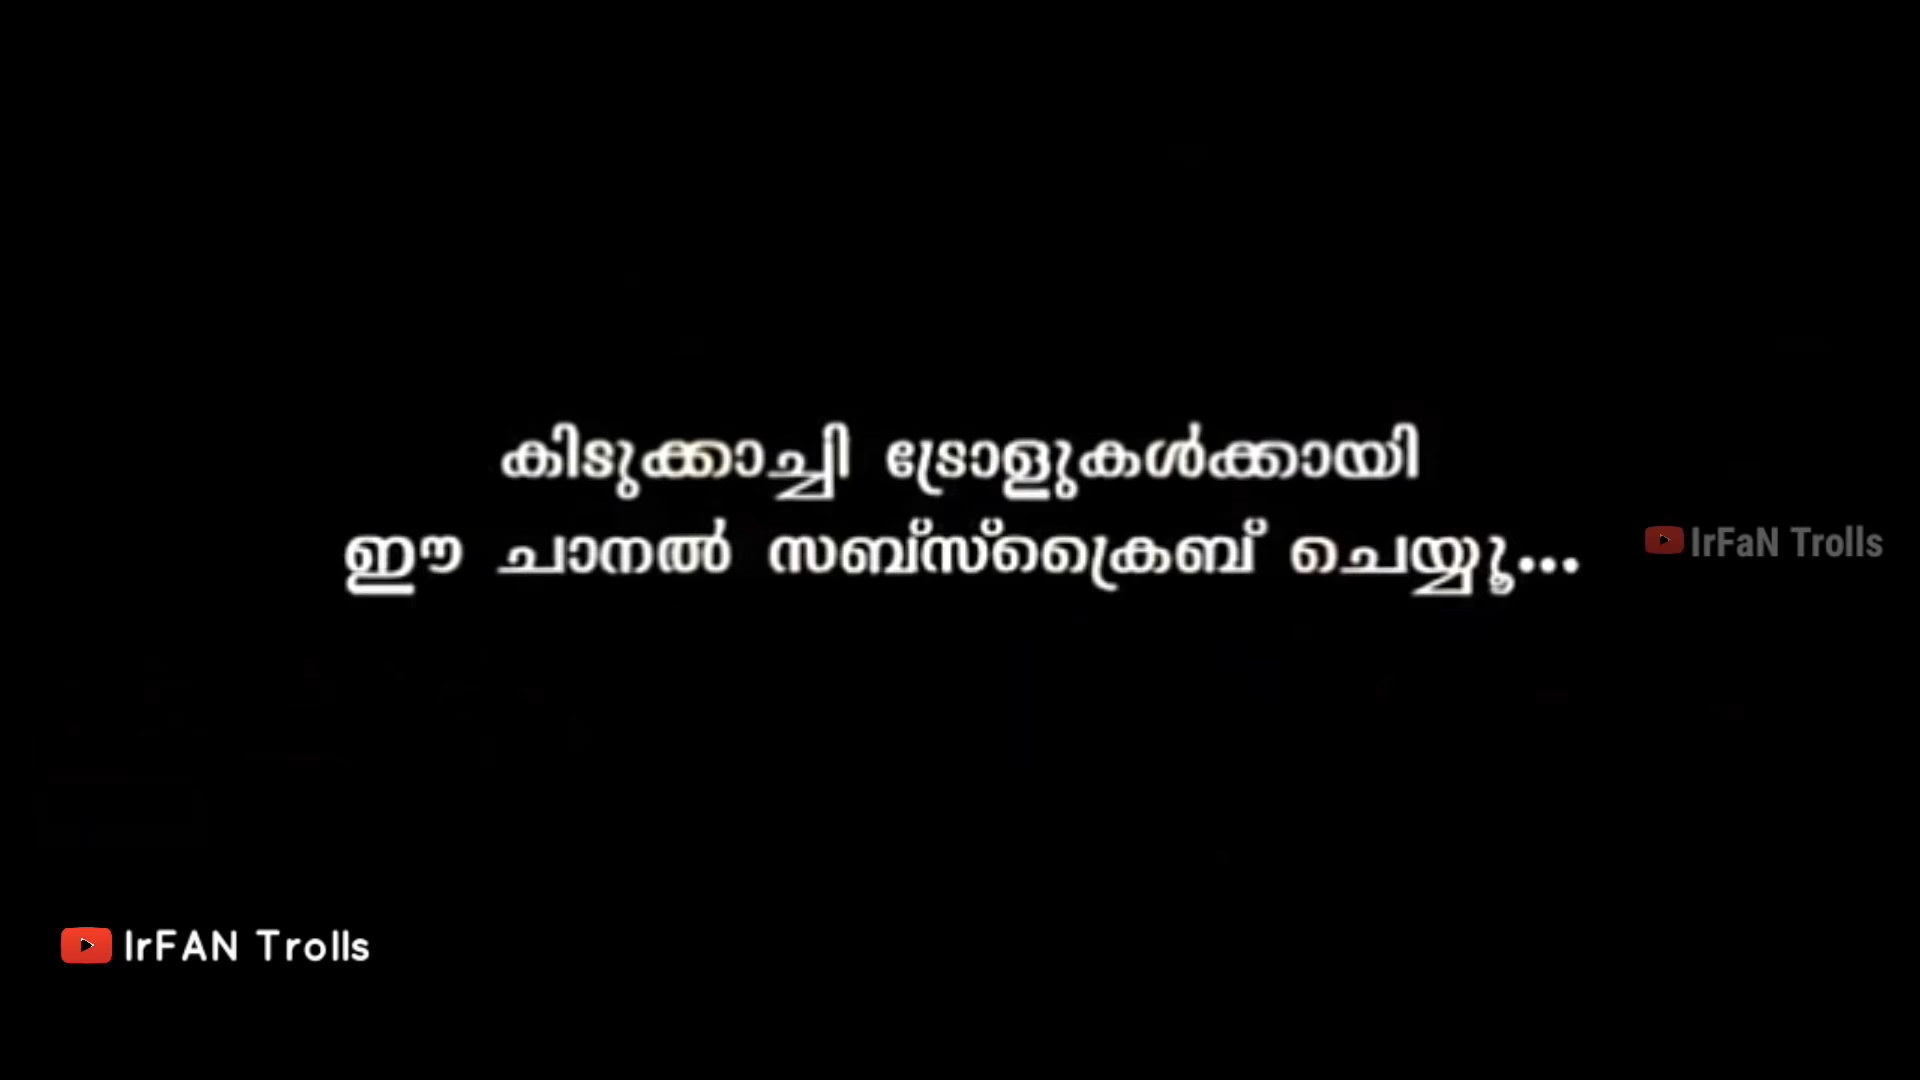 കിടുക്കാച്ചി ട്രോളുകൾക്കായി
ഈ ചാനൽ സബ്സ്ക്രൈബ് ചെയ്യൂ...
IrFaN Trolls
IrFAN Trolls